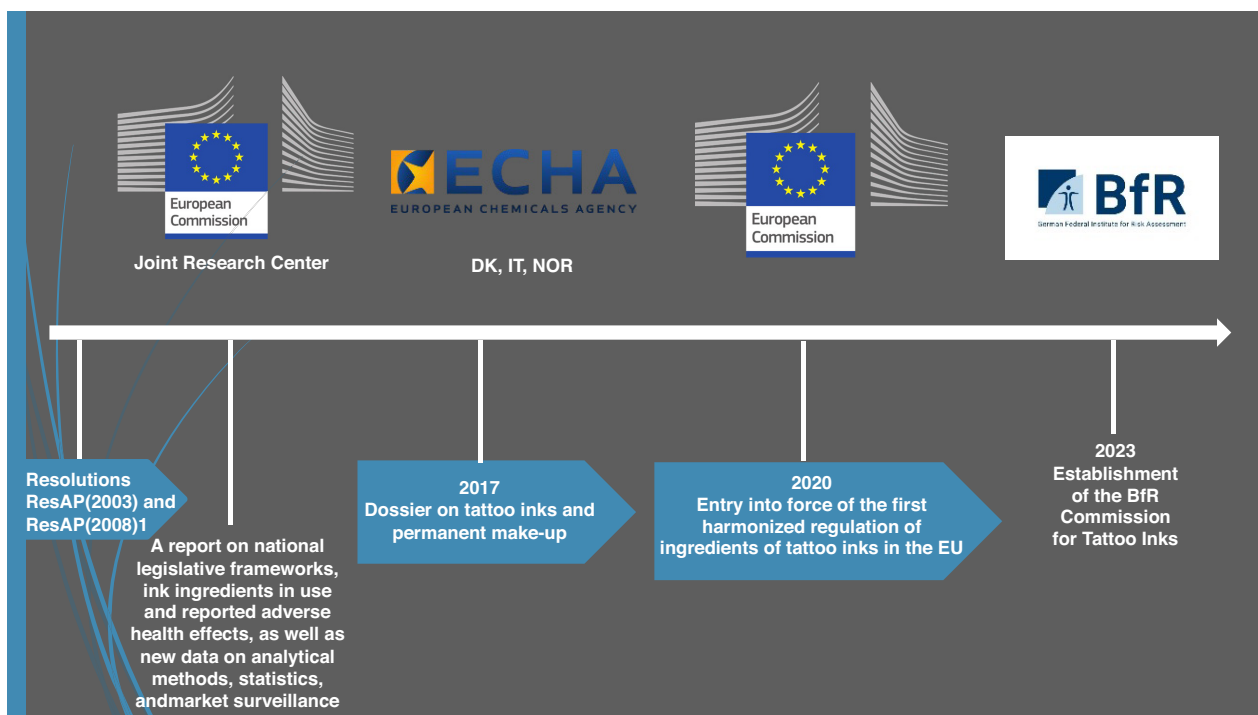 European
Commission
Joint Research Center
ECHA
EUROPEAN CHEMICALS AGENCY
DK, IT, NOR
European
Commission
BfR
German Federal Institute for Risk Assessment
Resolutions
ResAP(2003) and
ResAP(2008)1
A report on national
legislative frameworks,
ink ingredients in use
and reported adverse
health effects, as well as
new data on analytical
methods, statistics,
andmarket surveillance
2017
Dossier on tattoo inks and
permanent make-up
2020
Entry into force of the first
harmonized regulation of
ingredients of tattoo inks in the EU
2023
Establishment
of the BfR
Commission
for Tattoo Inks